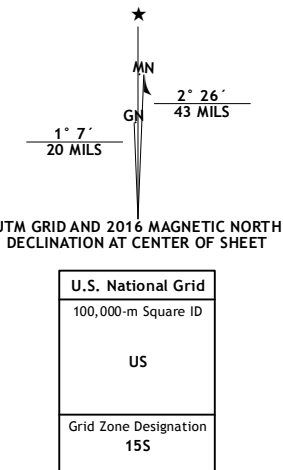 ★
MN
GN
2° 26´
43 MILS
1° 7´
20 MILS
UTM GRID AND 2016 MAGNETIC NORTH
DECLINATION AT CENTER OF SHEET
U.S. National Grid
100,000-m Square ID
US
Grid Zone Designation
15S